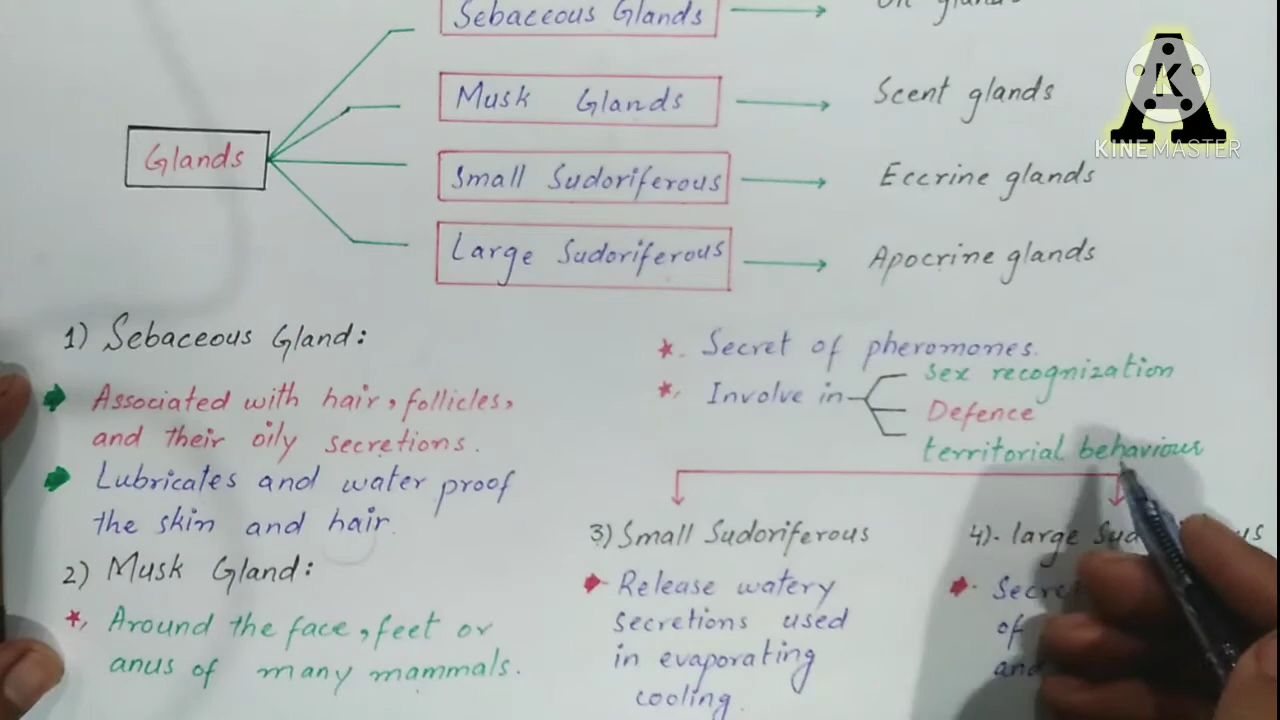 Sebaceous Glands
Musk Glands
Scent glands
Glands
Small Sudoriferous
Eccrine glands
Large Sudoriferous
Apocrine glands
KINEMASTER
K
A
1) Sebaceous Gland:
Associated with hair, follicles,
and their oily secretions.
Lubricates and water proof
the skin and hair.
2) Musk Gland:
Around the face, feet or
anus of many mammals.
Secret of pheromones.
Involve in
sex recognization
Defence
territorial behaviour
3) Small Sudoriferous
Release watery
secretions used
in evaporating
cooling.
4). large
of
and